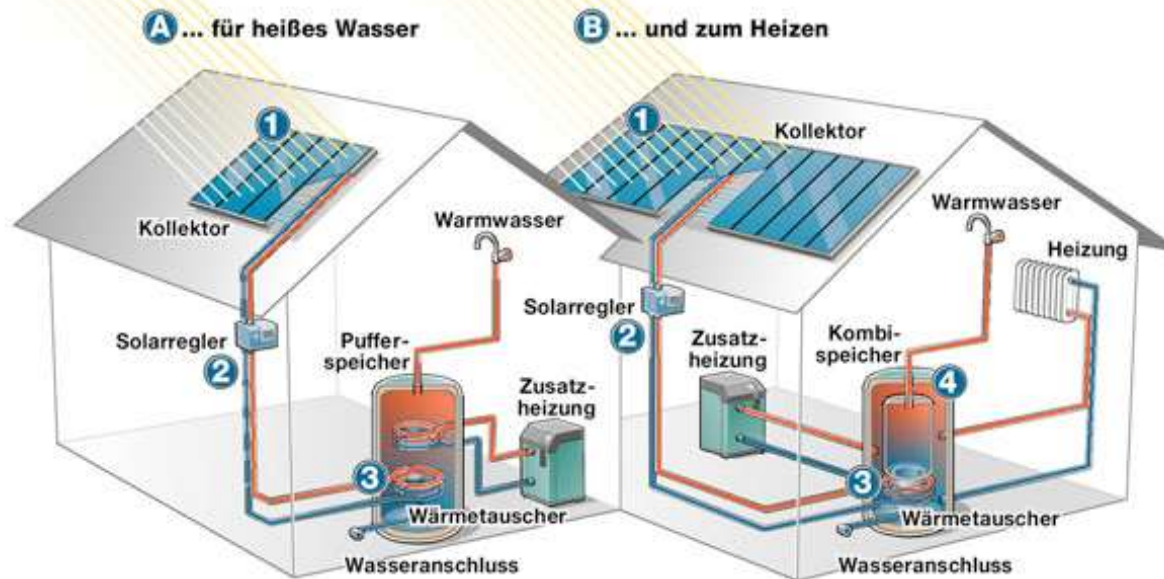 A ... für heißes Wasser
1
Kollektor
Warmwasser
Solarregler
2
Puffer-
speicher
Zusatz-
heizung
3
Wärmetauscher
Wasseranschluss
B ... und zum Heizen
1
Kollektor
Warmwasser
Heizung
Solarregler
2
Zusatz-
heizung
Kombi-
speicher
4
3
Wärmetauscher
Wasseranschluss